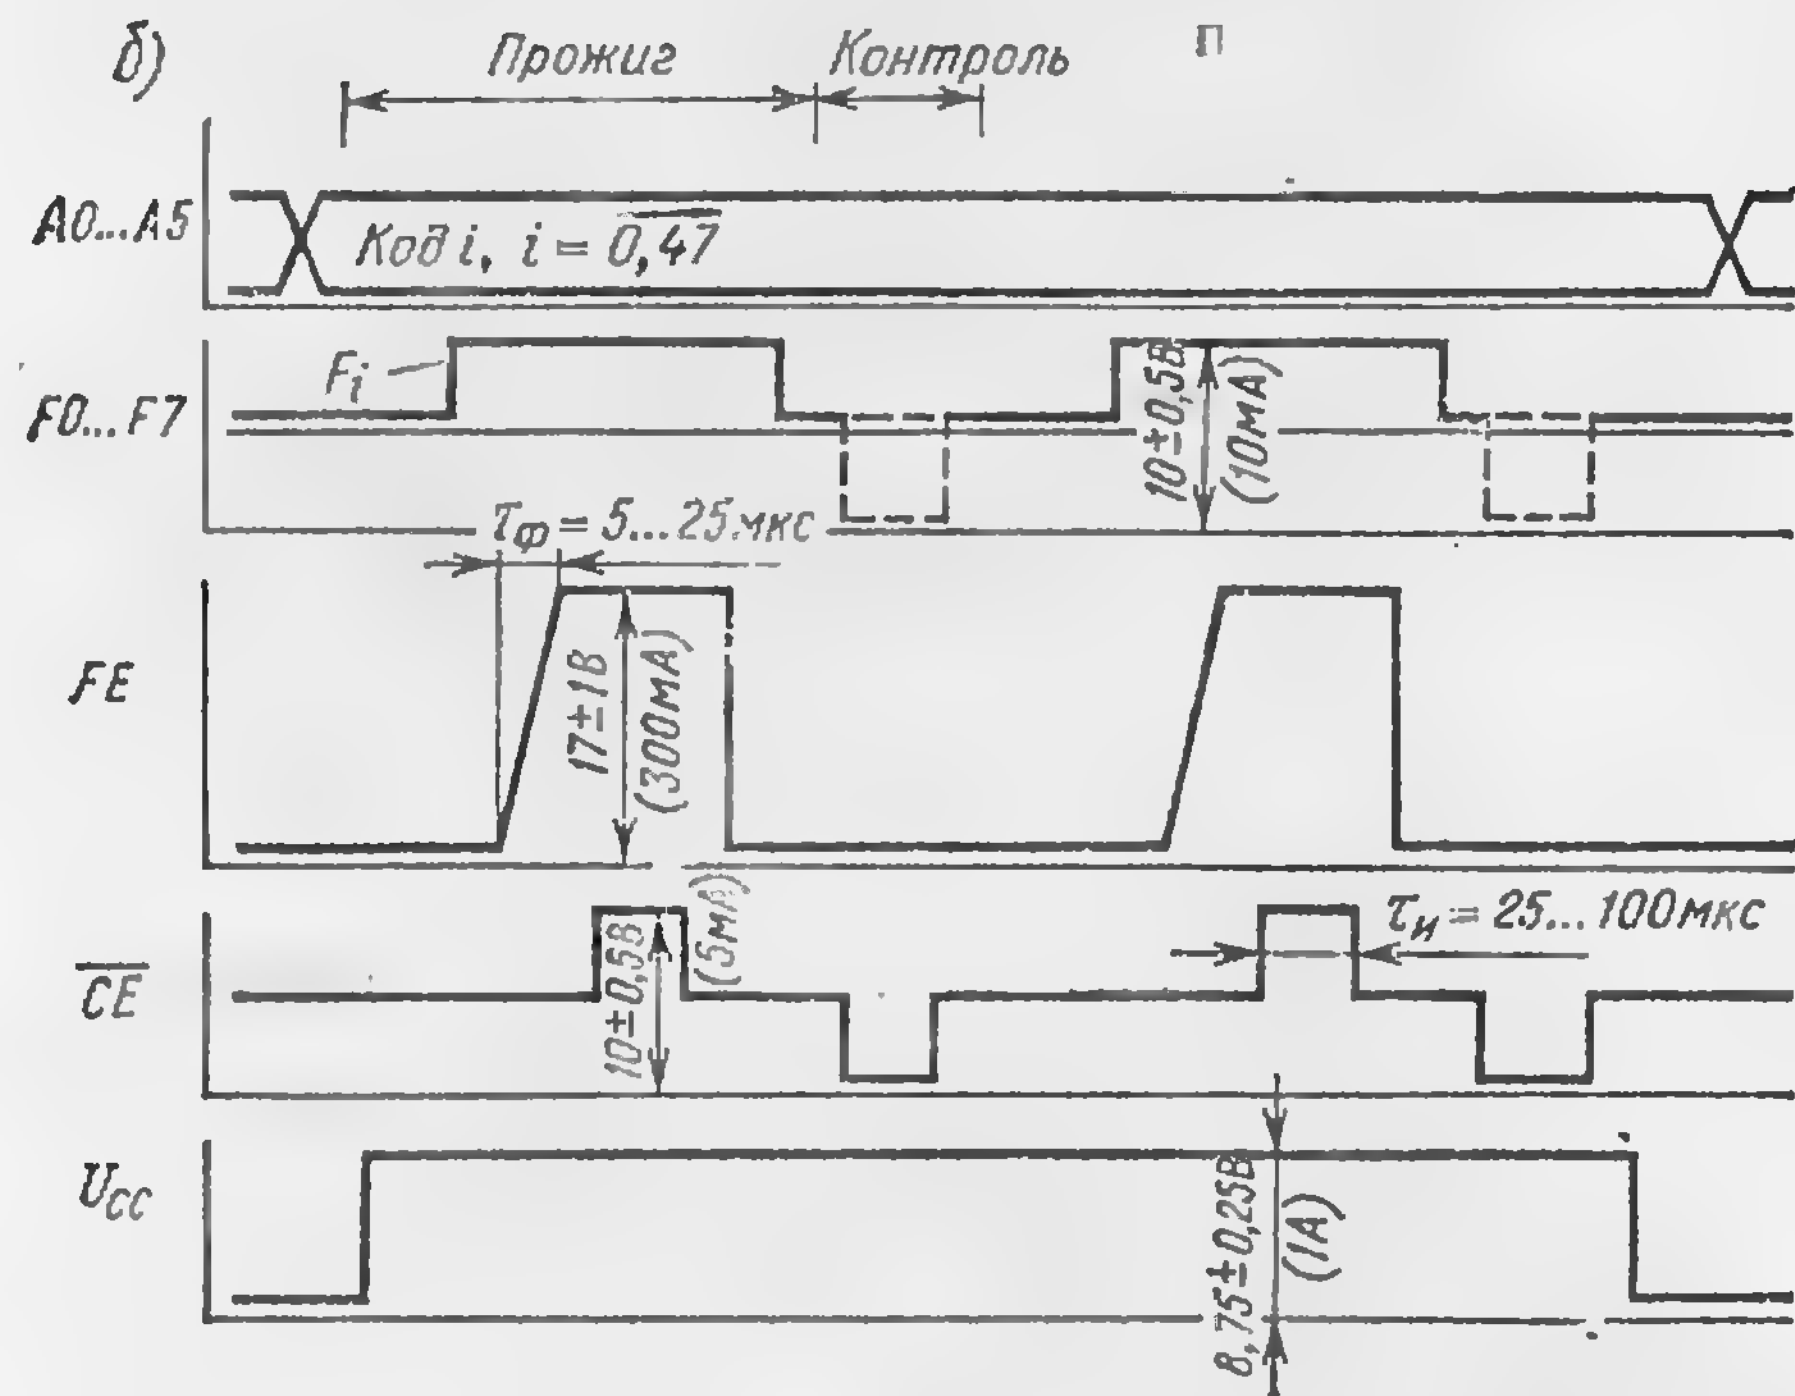 б)
Прожиг
Контроль
П
A0...A5
Код i, i = 0,47
F0...F7
Fi
10±0,5В
(10мА)
τф = 5...25мкс
FE
17±1В
(300мА)
CE
10±0,5В
(5мА)
τи = 25...100мкс
UCC
8,75±0,25В
(1А)